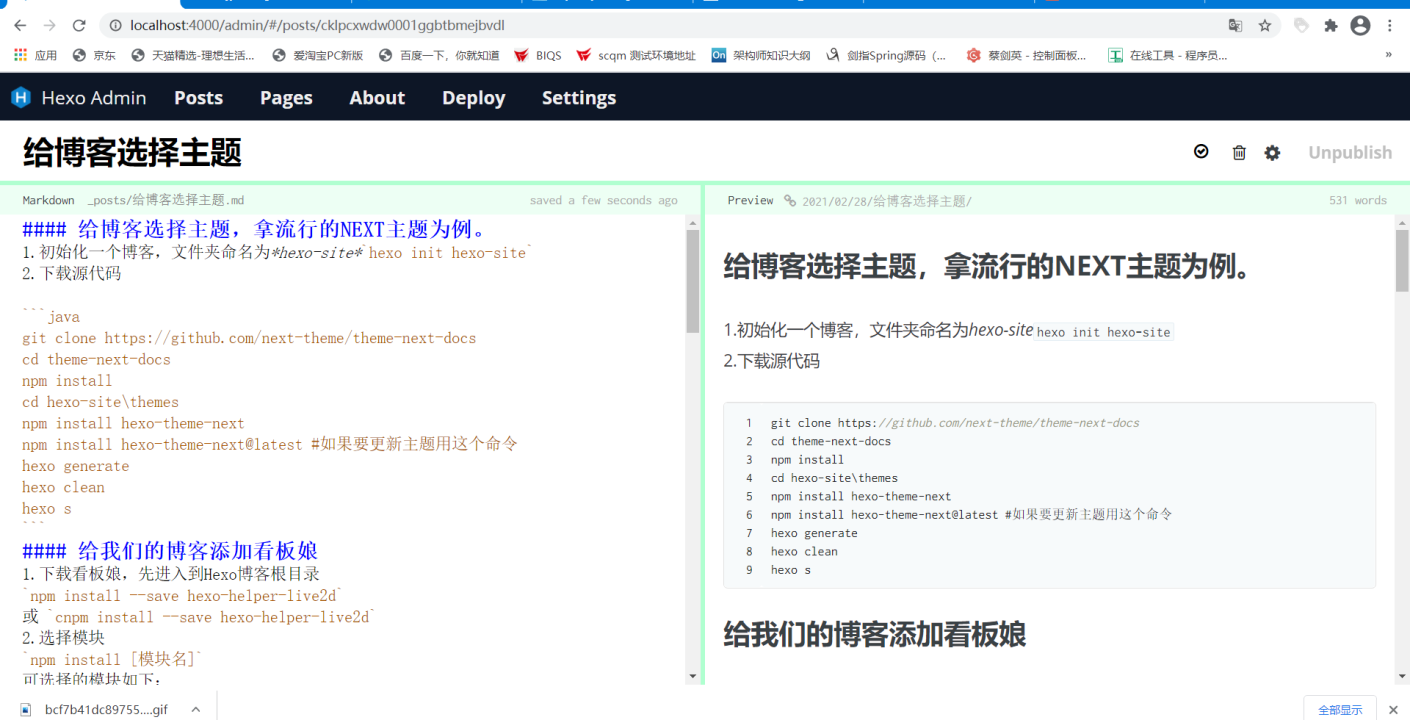 localhost:4000/admin/#/posts/cklpcxwdw0001ggbtbmejbvdl
应用 京东 天猫精选-理想生活... 爱淘宝PC新版 百度一下，你就知道 BIQS scqm 测试环境地址 On 架构师知识大纲 剑指Spring源码（... 蔡剑英 - 控制面板... 在线工具 - 程序员... »
H Hexo Admin Posts Pages About Deploy Settings
给博客选择主题
Unpublish
Markdown _posts/给博客选择主题.md saved a few seconds ago
#### 给博客选择主题，拿流行的NEXT主题为例。
1.初始化一个博客，文件夹命名为*hexo-site*`hexo init hexo-site`
2.下载源代码
```java
git clone https://github.com/next-theme/theme-next-docs
cd theme-next-docs
npm install
cd hexo-site\themes
npm install hexo-theme-next
npm install hexo-theme-next@latest #如果要更新主题用这个命令
hexo generate
hexo clean
hexo s
```
#### 给我们的博客添加看板娘
1.下载看板娘，先进入到Hexo博客根目录
`npm install --save hexo-helper-live2d`
或 `cnpm install --save hexo-helper-live2d`
2.选择模块
`npm install [模块名]`
可选择的模块如下：
Preview 2021/02/28/给博客选择主题/ 531 words
给博客选择主题，拿流行的NEXT主题为例。
1.初始化一个博客，文件夹命名为hexo-site hexo init hexo-site
2.下载源代码
1 git clone https://github.com/next-theme/theme-next-docs
2 cd theme-next-docs
3 npm install
4 cd hexo-site\themes
5 npm install hexo-theme-next
6 npm install hexo-theme-next@latest #如果要更新主题用这个命令
7 hexo generate
8 hexo clean
9 hexo s
给我们的博客添加看板娘
bcf7b41dc89755....gif
全部显示